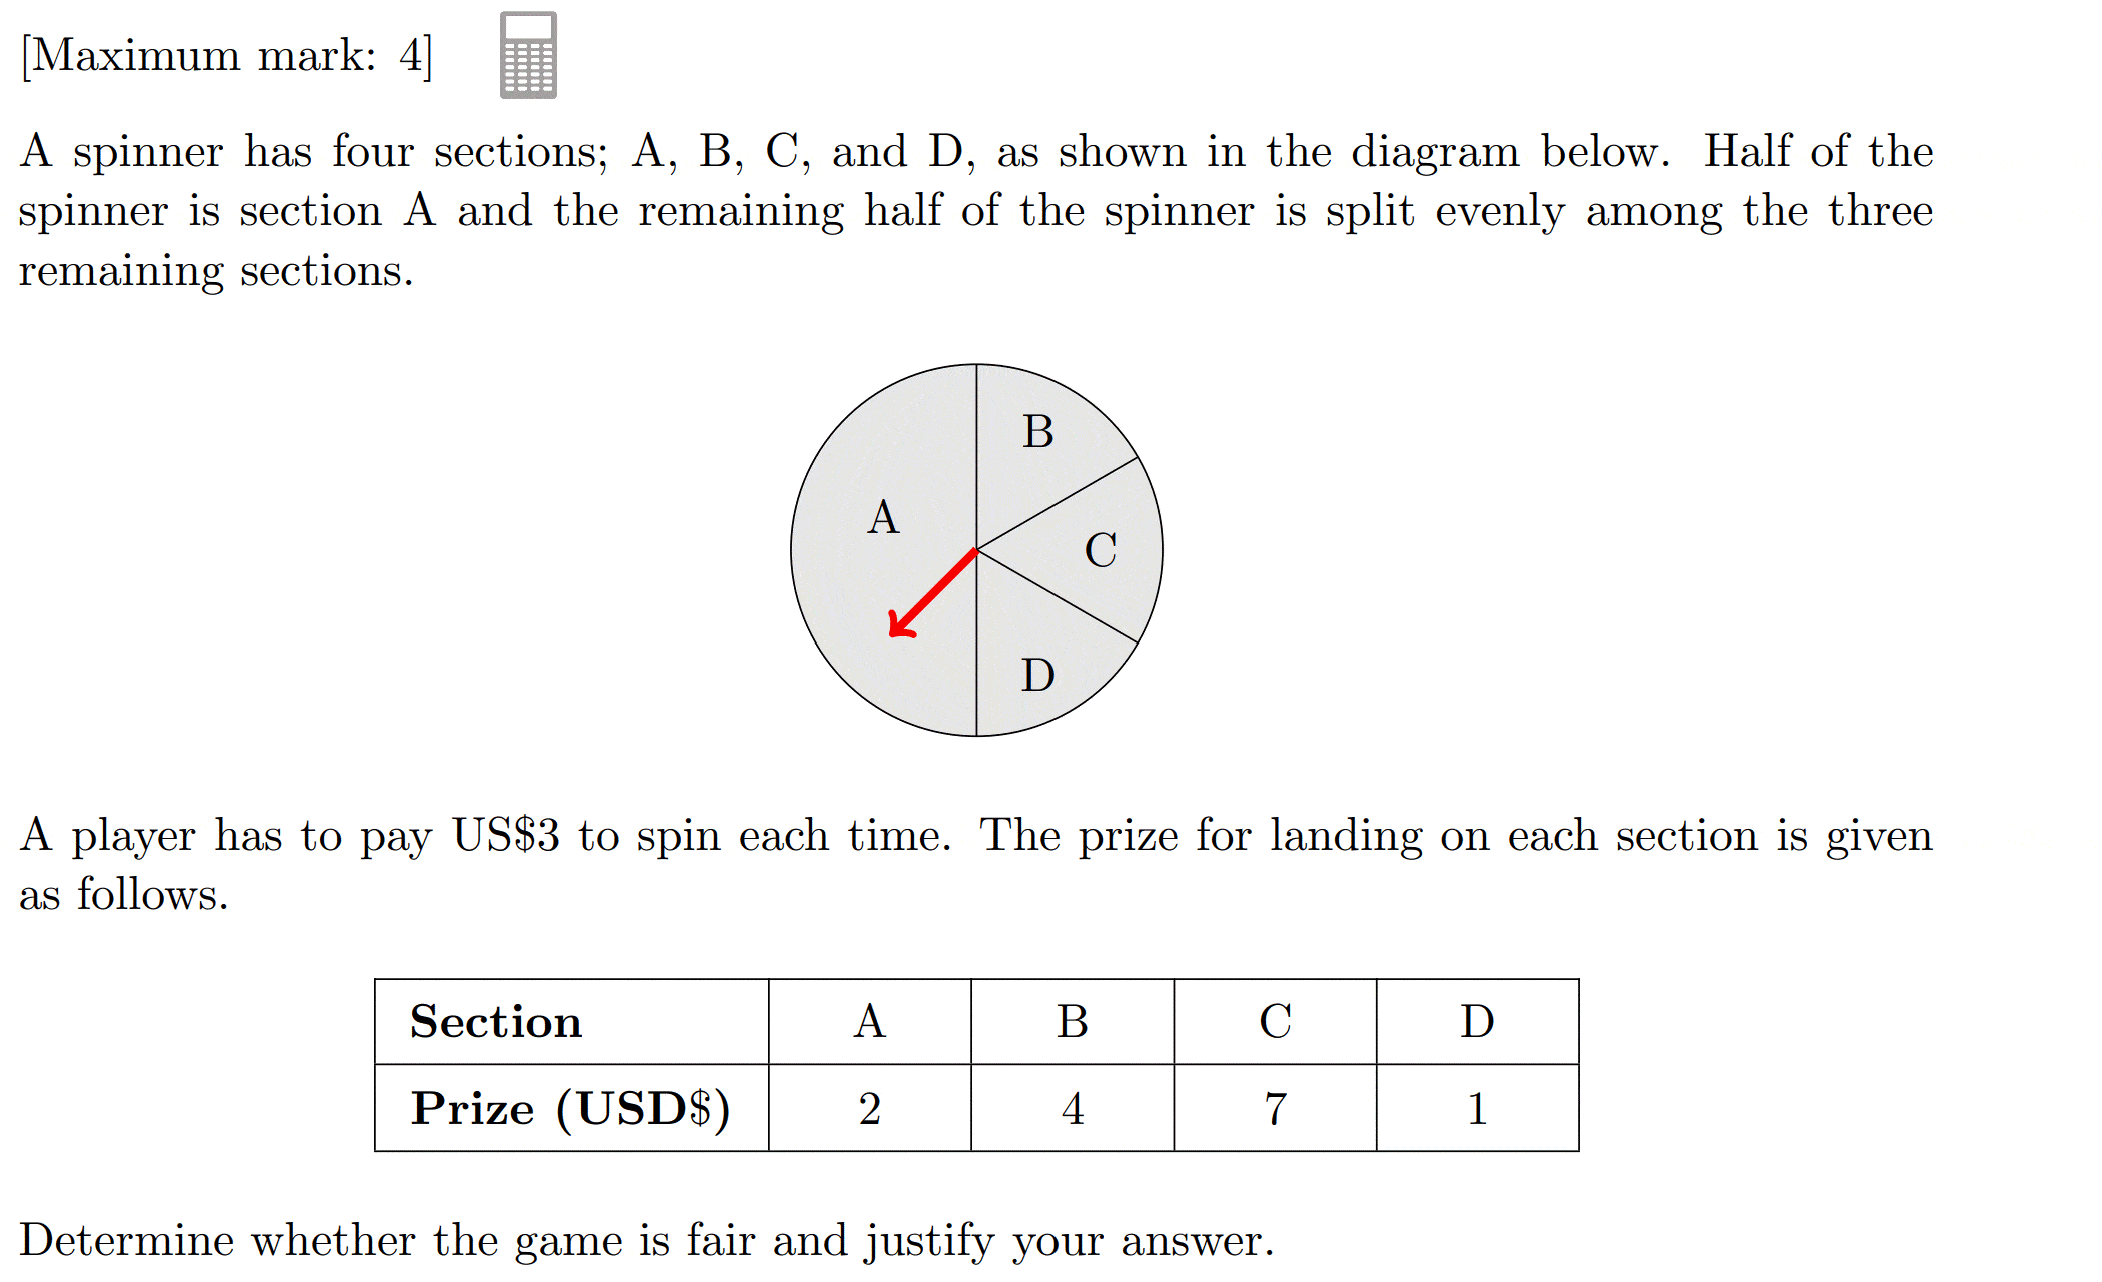 [Maximum mark: 4]
A spinner has four sections; A, B, C, and D, as shown in the diagram below. Half of the
spinner is section A and the remaining half of the spinner is split evenly among the three
remaining sections.
B
A
C
D
A player has to pay US$3 to spin each time. The prize for landing on each section is given
as follows.
Section A B C D
Prize (USD$) 2 4 7 1
Determine whether the game is fair and justify your answer.